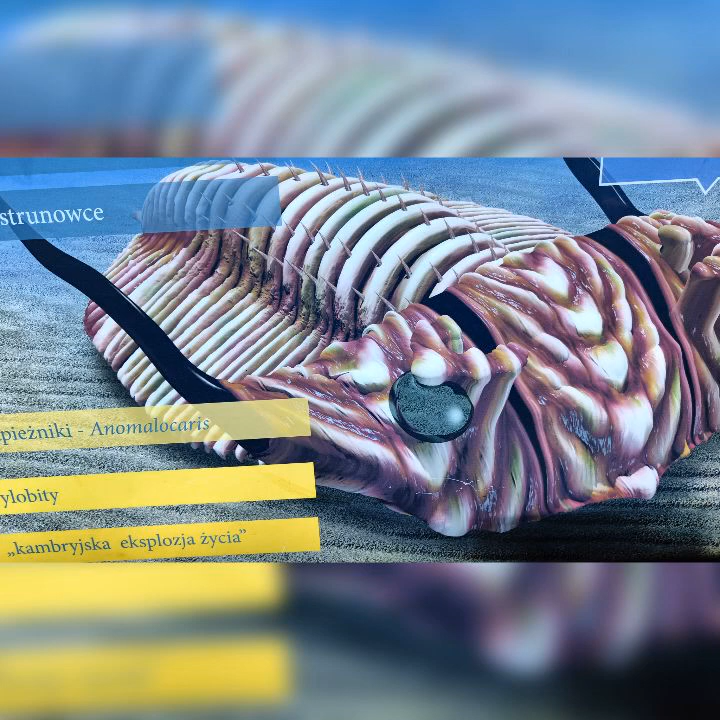 strunowce
pieżniki - Anomalocaris
ylobity
„kambryjska eksplozja życia”